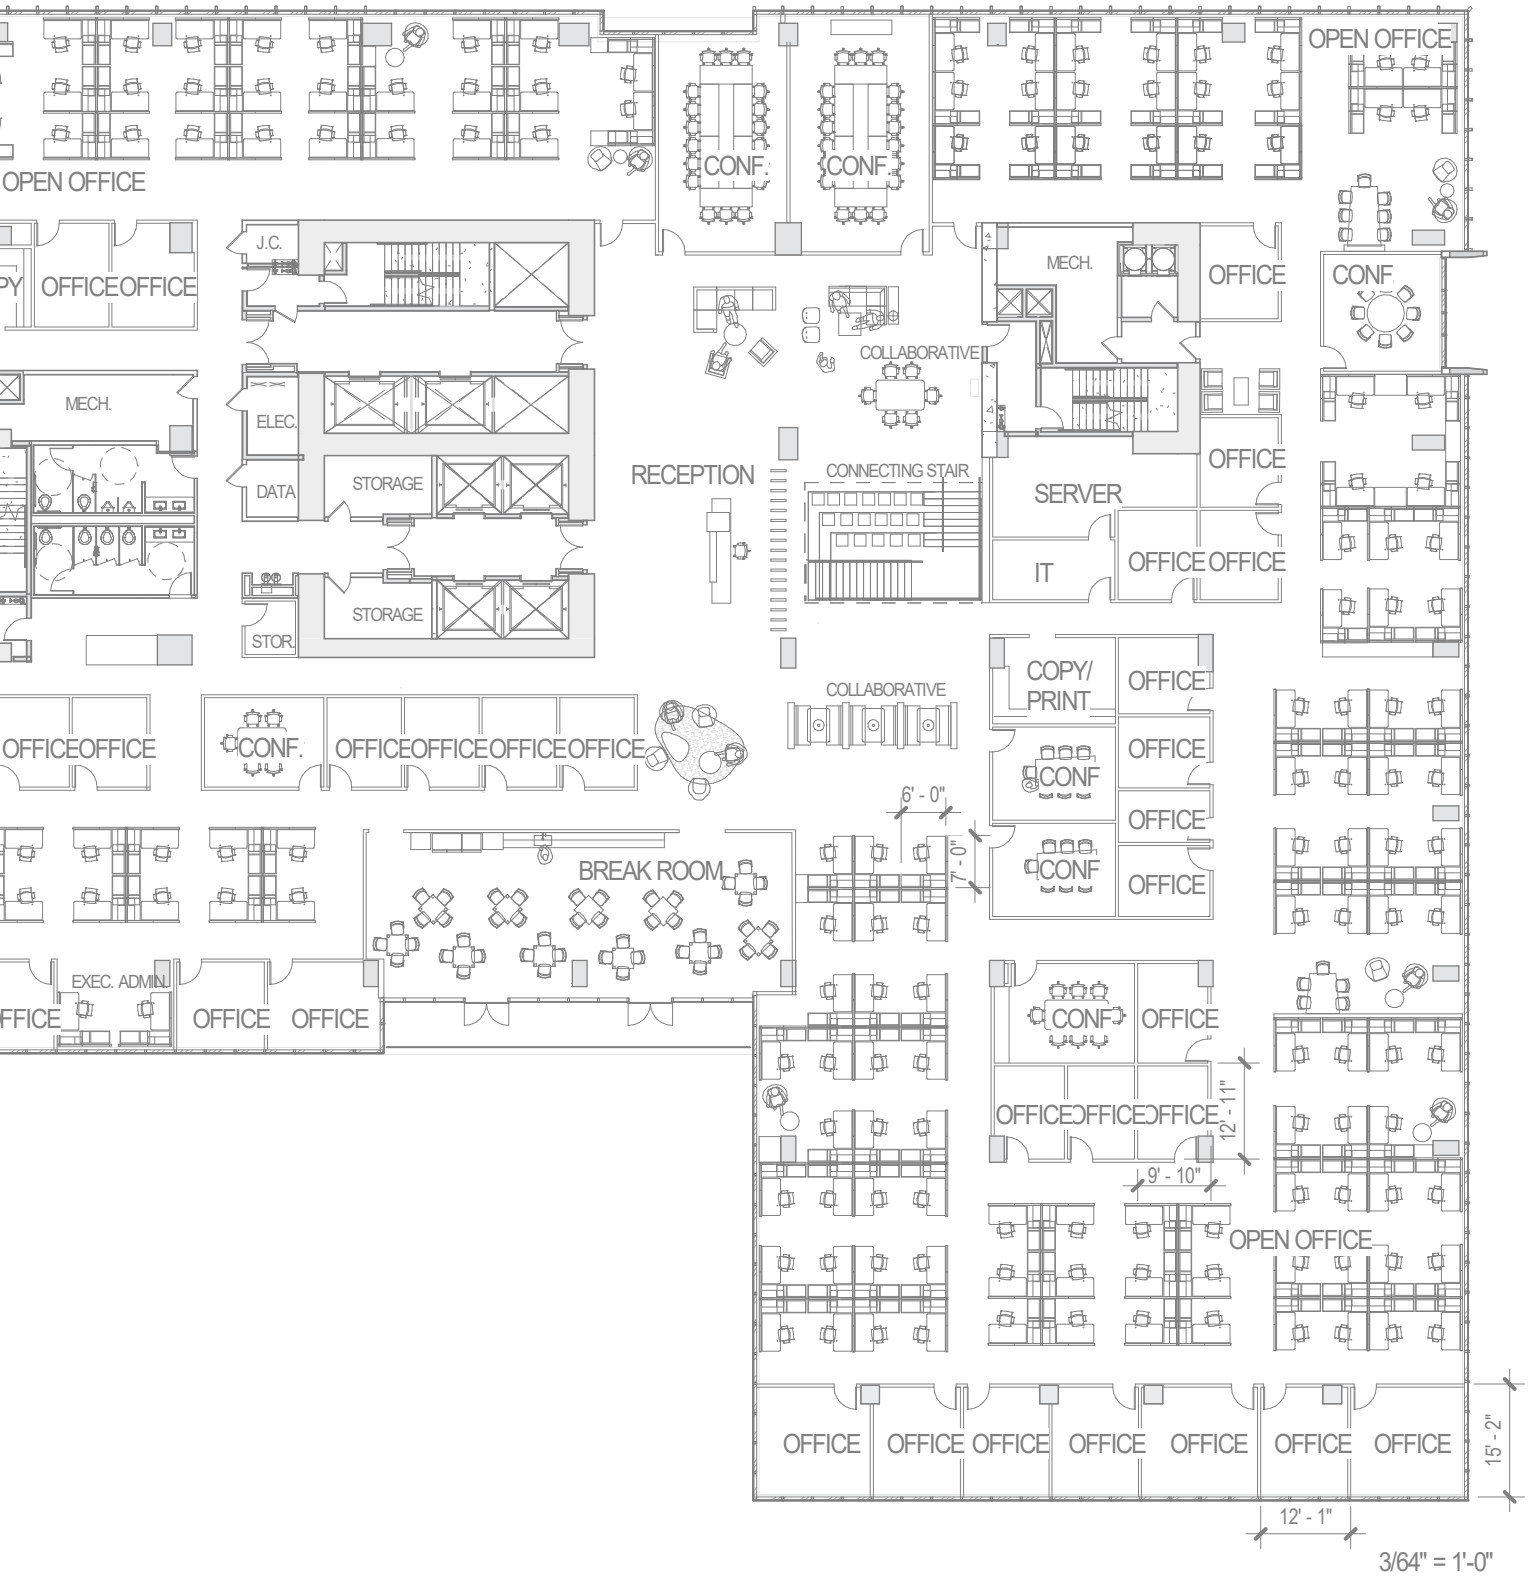 OPEN OFFICE
CONF.
CONF.
OPEN OFFICE
J.C.
MECH.
OFFICE
CONF.
PY
OFFICE
OFFICE
COLLABORATIVE
MECH.
ELEC.
OFFICE
RECEPTION
CONNECTING STAIR
DATA
STORAGE
SERVER
OFFICE
OFFICE
IT
STORAGE
STOR.
COPY/
PRINT
OFFICE
COLLABORATIVE
OFFICE
OFFICE
CONF.
OFFICE
OFFICE
OFFICE
OFFICE
OFFICE
CONF
6' - 0"
OFFICE
7' - 0"
BREAK ROOM
CONF
OFFICE
EXEC. ADMIN.
FFICE
OFFICE
OFFICE
CONF
OFFICE
OFFICE
OFFICE
OFFICE
12' - 11"
9' - 10"
OPEN OFFICE
OFFICE
OFFICE
OFFICE
OFFICE
OFFICE
OFFICE
OFFICE
15' - 2"
12' - 1"
3/64" = 1'-0"